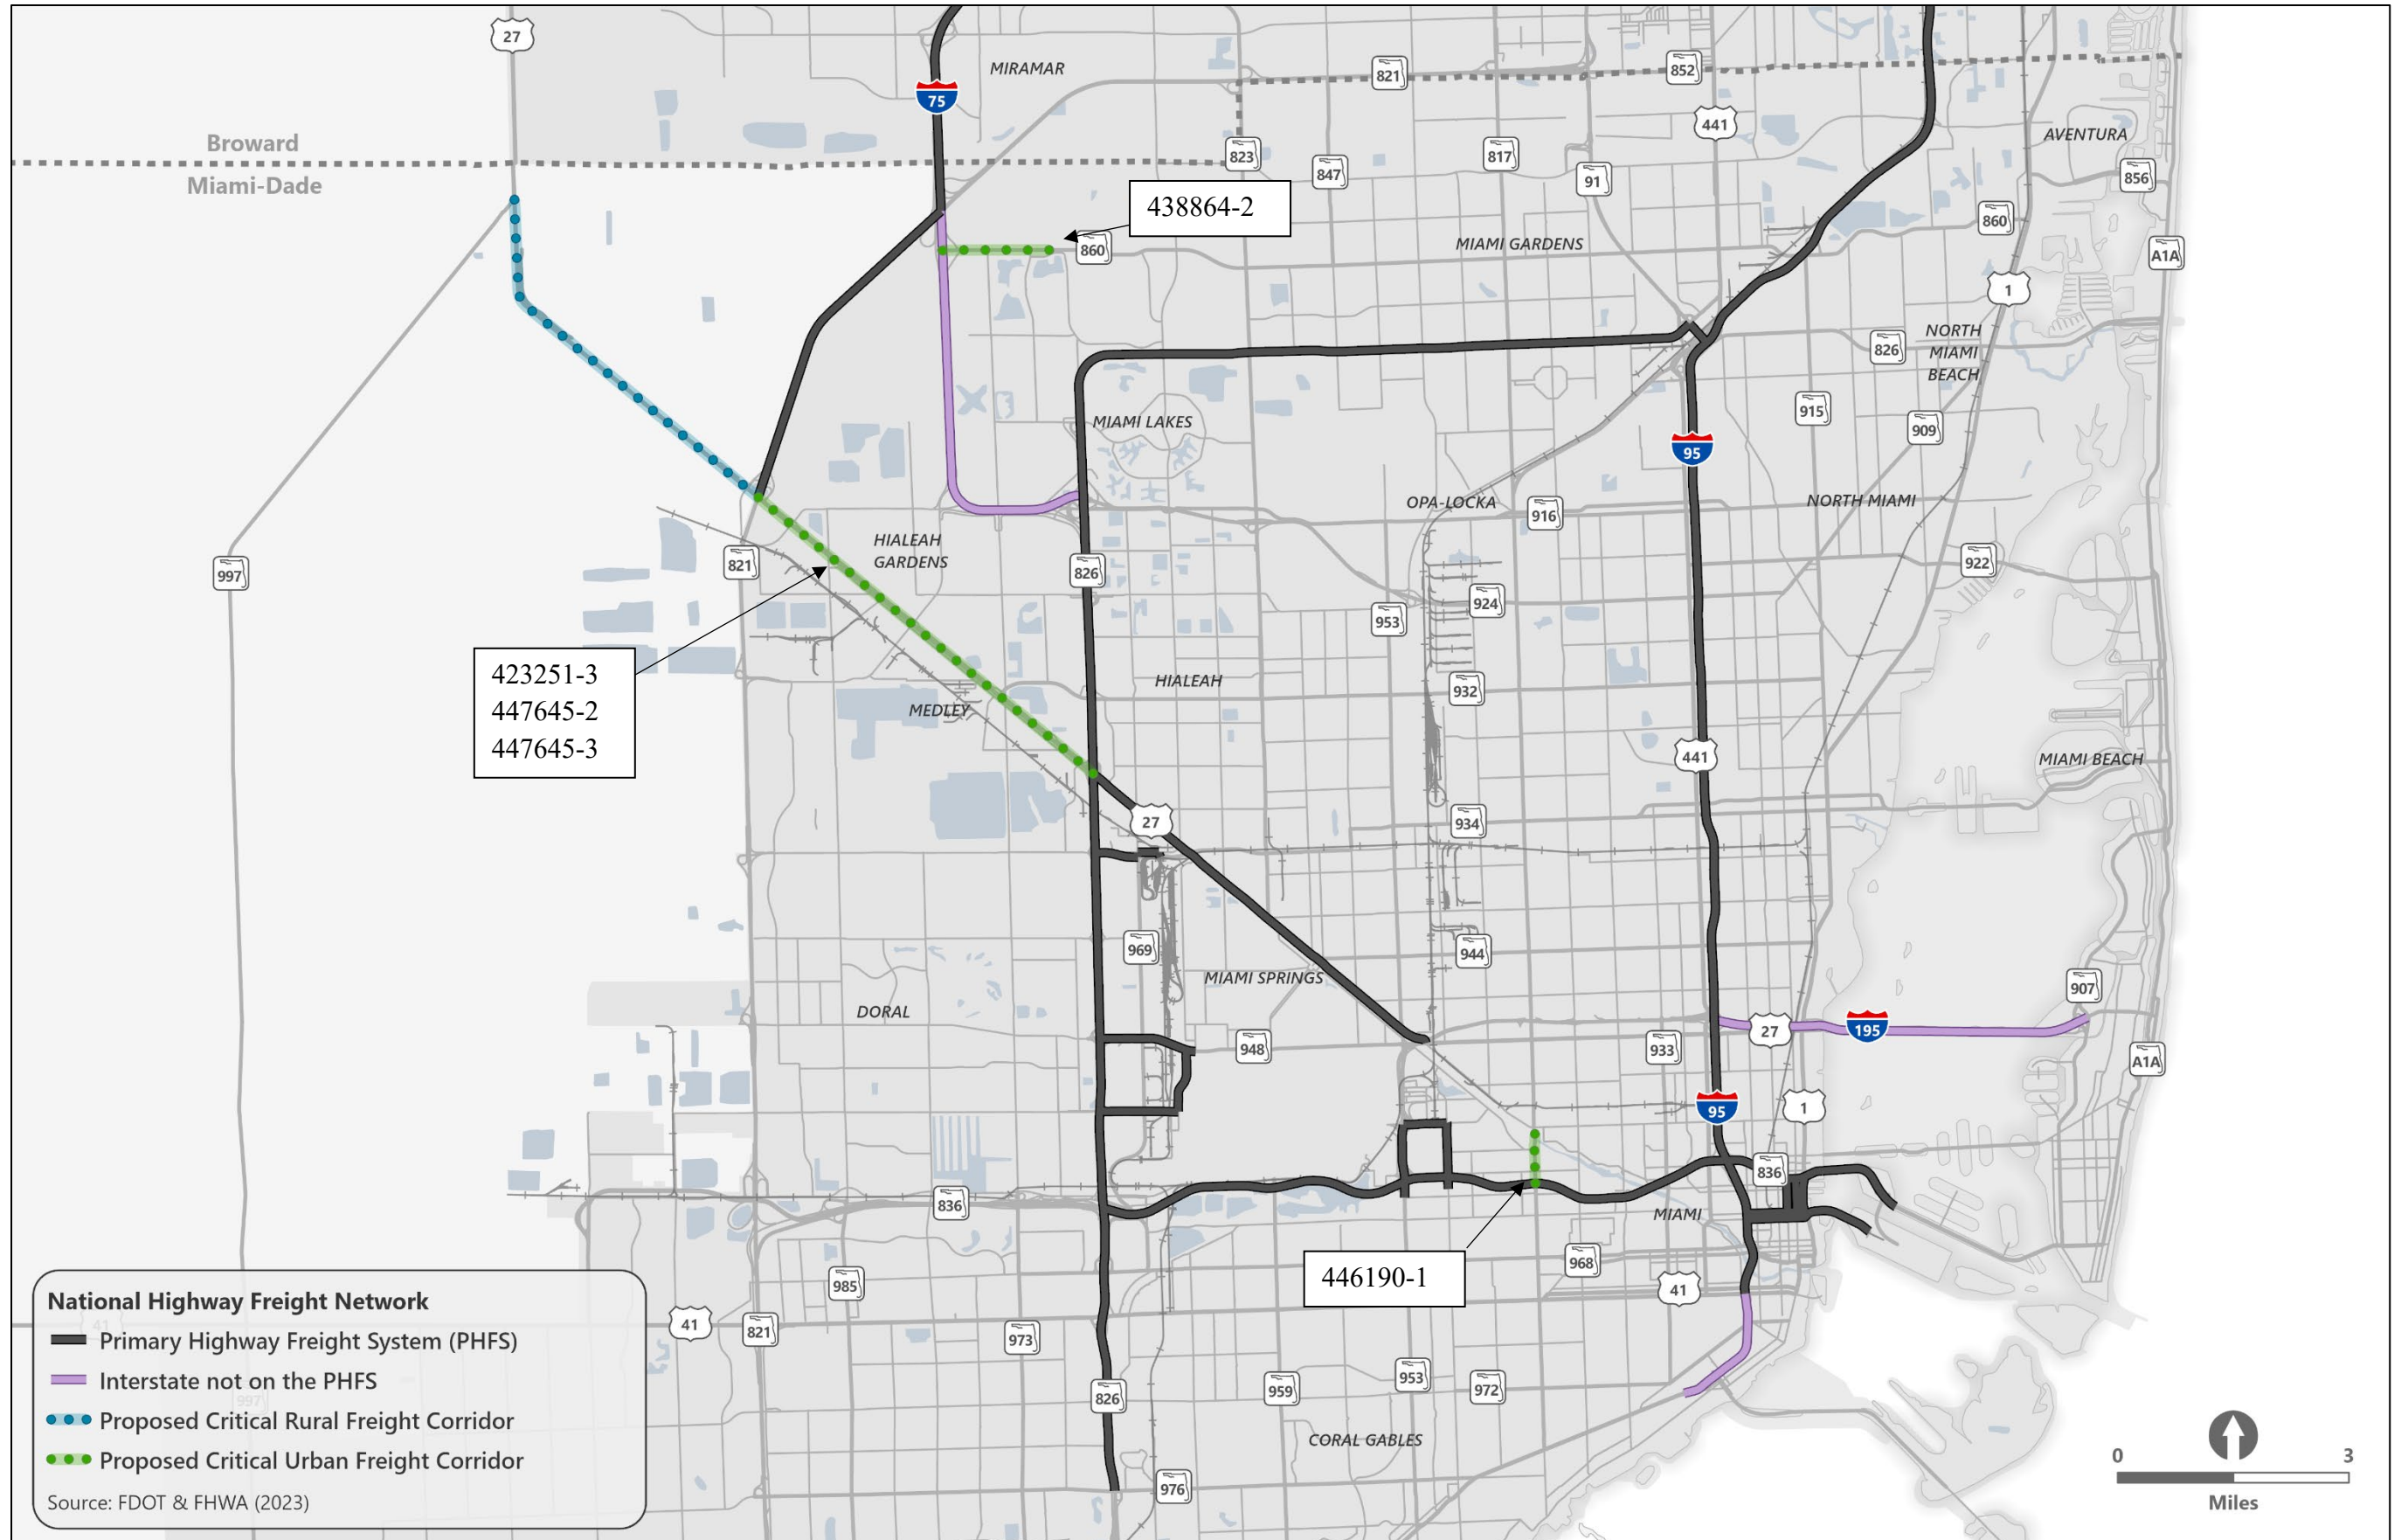 27
MIRAMAR
75
821
852
441
AVENTURA
Broward
Miami-Dade
823
847
817
91
856
438864-2
860
MIAMI GARDENS
860
A1A
1
NORTH
MIAMI
BEACH
826
MIAMI LAKES
915
909
95
OPA-LOCKA
916
NORTH MIAMI
HIALEAH
GARDENS
821
826
997
922
924
953
423251-3
447645-2
447645-3
HIALEAH
932
MEDLEY
441
MIAMI BEACH
27
934
969
944
MIAMI SPRINGS
907
DORAL
27
195
948
933
A1A
95
1
836
836
MIAMI
446190-1
968
985
41
41
821
973
953
959
972
826
CORAL GABLES
976
National Highway Freight Network
41
Primary Highway Freight System (PHFS)
Interstate not on the PHFS
997
Proposed Critical Rural Freight Corridor
Proposed Critical Urban Freight Corridor
Source: FDOT & FHWA (2023)
0 3
Miles